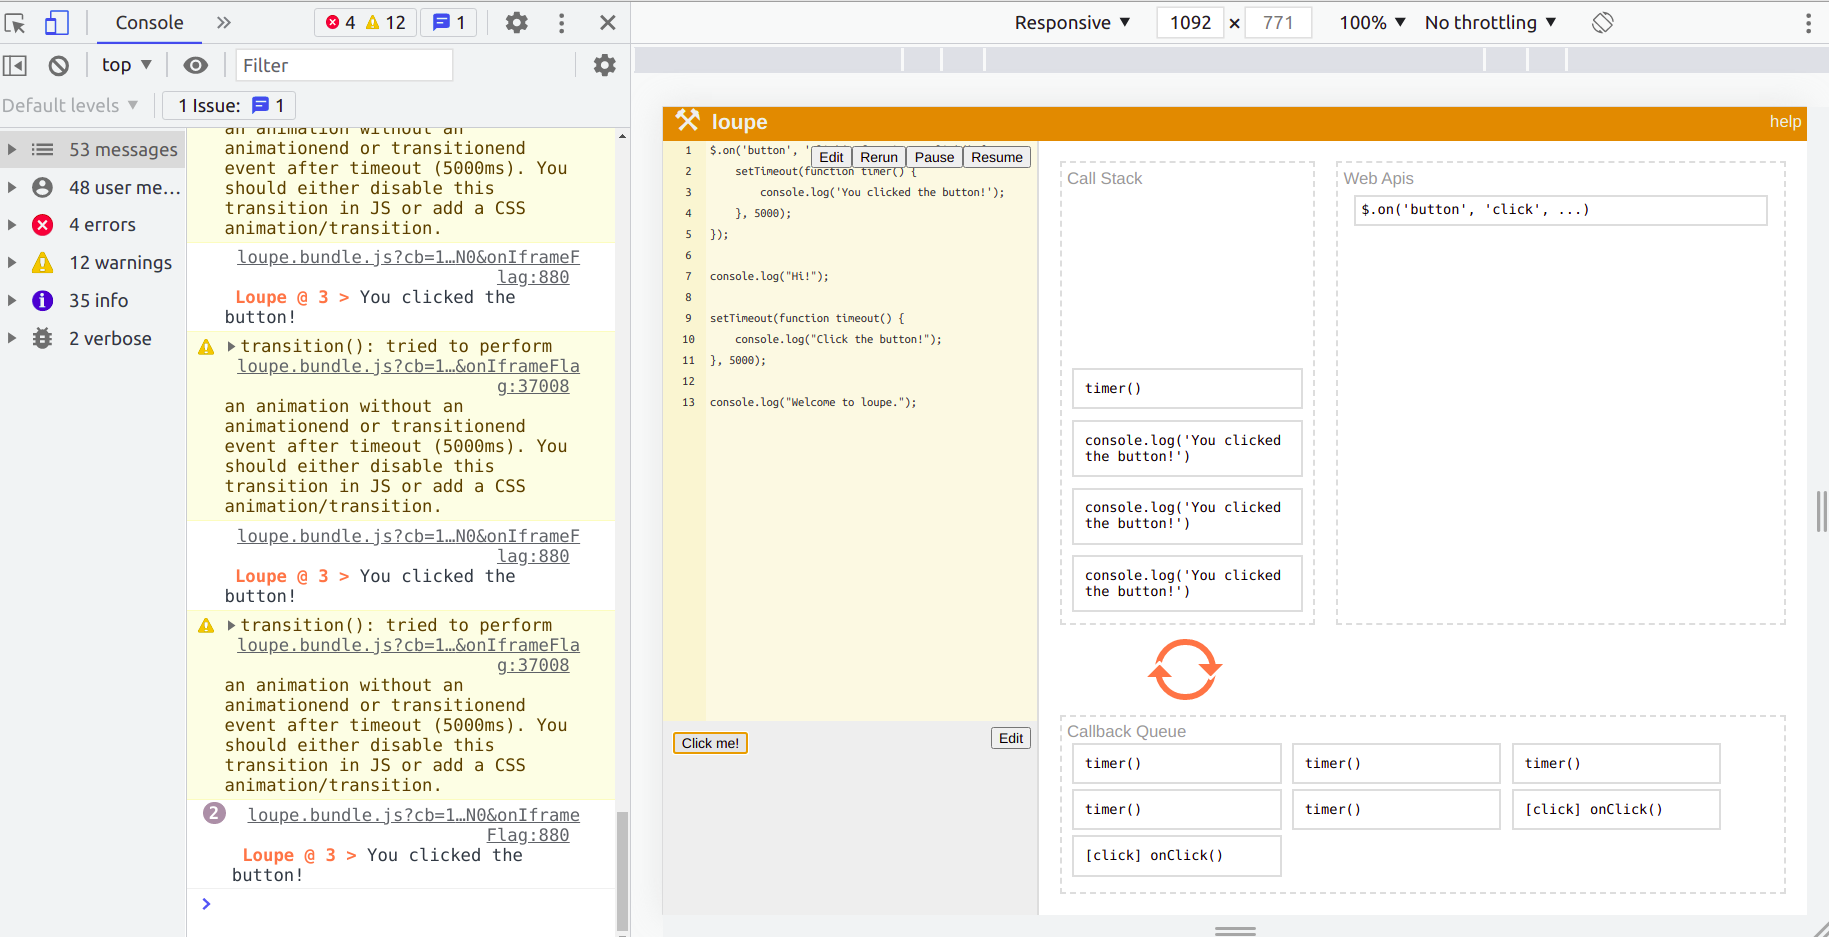 Console
4 12 1
top
Filter
Default levels
1 Issue: 1
53 messages
48 user me...
4 errors
12 warnings
35 info
2 verbose
an animation without an
animationend or transitionend
event after timeout (5000ms). You
should either disable this
transition in JS or add a CSS
animation/transition.
loupe.bundle.js?cb=1…N0&onIframeF
lag:880
Loupe @ 3 > You clicked the
button!
transition(): tried to perform
loupe.bundle.js?cb=1…&onIframeFla
g:37008
an animation without an
animationend or transitionend
event after timeout (5000ms). You
should either disable this
transition in JS or add a CSS
animation/transition.
loupe.bundle.js?cb=1…N0&onIframeF
lag:880
Loupe @ 3 > You clicked the
button!
transition(): tried to perform
loupe.bundle.js?cb=1…&onIframeFla
g:37008
an animation without an
animationend or transitionend
event after timeout (5000ms). You
should either disable this
transition in JS or add a CSS
animation/transition.
2 loupe.bundle.js?cb=1…N0&onIframe
Flag:880
Loupe @ 3 > You clicked the
button!
>
Responsive 1092 × 771 100% No throttling
loupe help
Edit Rerun Pause Resume
1 $.on('button', '
2 setTimeout(function timer() {
3 console.log('You clicked the button!');
4 }, 5000);
5 });
6
7 console.log("Hi!");
8
9 setTimeout(function timeout() {
10 console.log("Click the button!");
11 }, 5000);
12
13 console.log("Welcome to loupe.");
Click me! Edit
Call Stack
timer()
console.log('You clicked
the button!')
console.log('You clicked
the button!')
console.log('You clicked
the button!')
Web Apis
$.on('button', 'click', ...)
Callback Queue
timer() timer() timer()
timer() timer() [click] onClick()
[click] onClick()